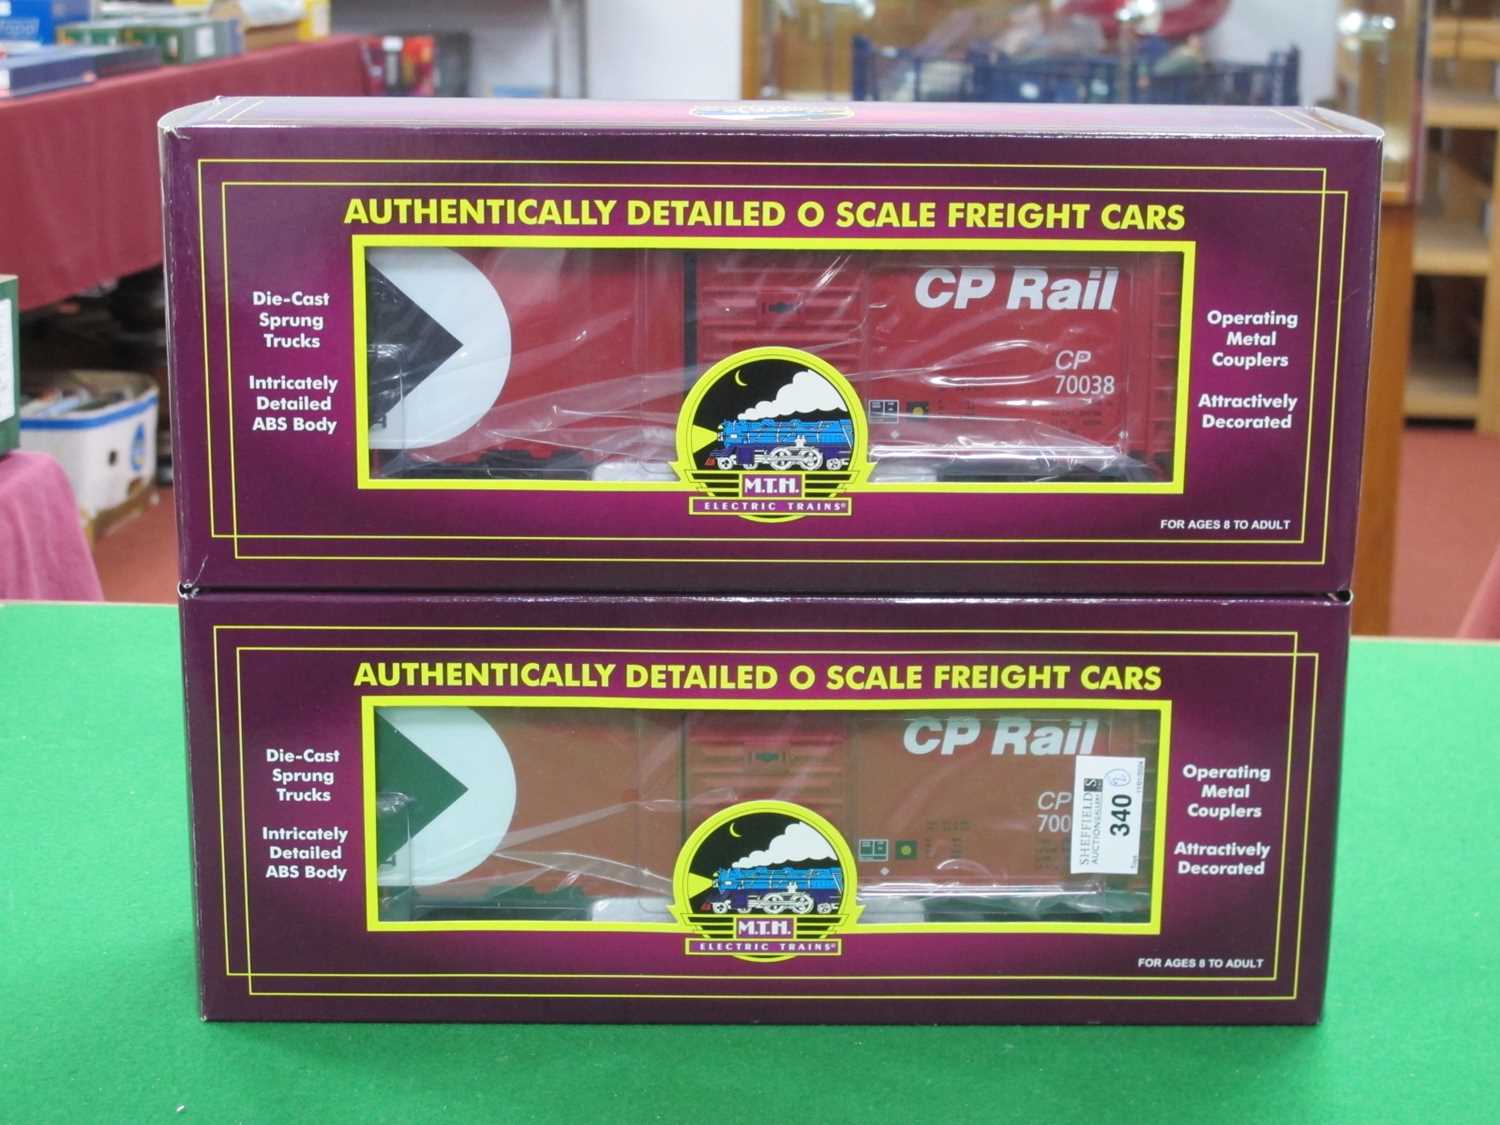 AUTHENTICALLY DETAILED O SCALE FREIGHT CARS
Die-Cast
Sprung
Trucks
Intricately
Detailed
ABS Body
CP Rail
CP
70038
Operating
Metal
Couplers
Attractively
Decorated
M.T.H.
ELECTRIC TRAINS®
FOR AGES 8 TO ADULT
AUTHENTICALLY DETAILED O SCALE FREIGHT CARS
Die-Cast
Sprung
Trucks
Intricately
Detailed
ABS Body
CP Rail
CP
700
SHEFFIELD
AUCTION GALLERY
340
Operating
Metal
Couplers
Attractively
Decorated
M.T.H.
ELECTRIC TRAINS®
FOR AGES 8 TO ADULT